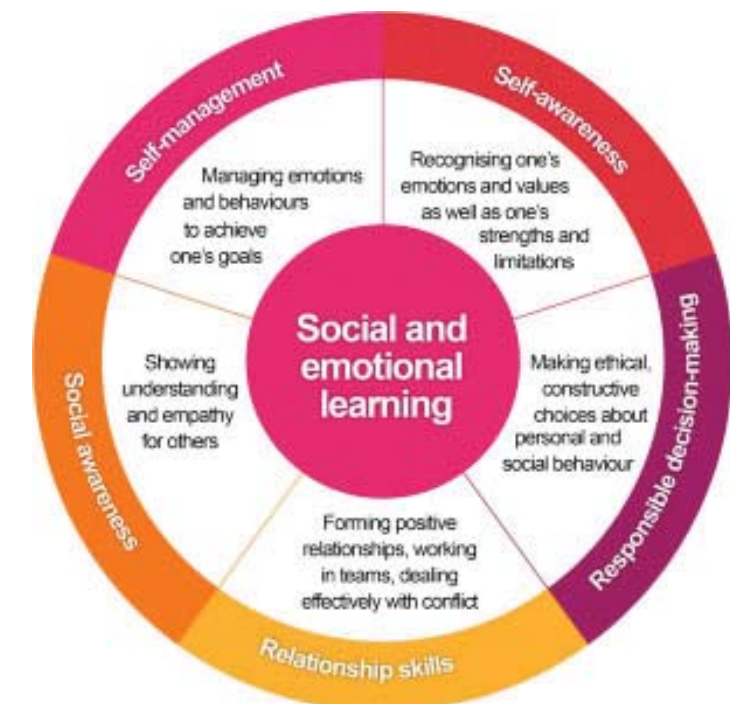 Social and
emotional
learning
Self-awareness
Recognising one's
emotions and values
as well as one's
strengths and
limitations
Responsible decision-making
Making ethical,
constructive
choices about
personal and
social behaviour
Relationship skills
Forming positive
relationships, working
in teams, dealing
effectively with conflict
Social awareness
Showing
understanding
and empathy
for others
Self-management
Managing emotions
and behaviours
to achieve
one's goals